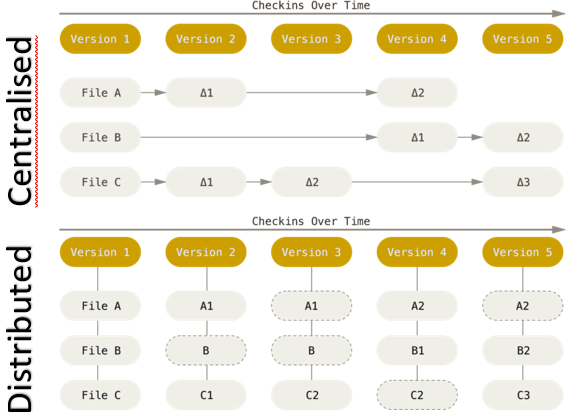 Centralised
Checkins Over Time
Version 1 Version 2 Version 3 Version 4 Version 5
File A Δ1 Δ2
File B Δ1 Δ2
File C Δ1 Δ2 Δ3
Distributed
Checkins Over Time
Version 1 Version 2 Version 3 Version 4 Version 5
File A A1 A1 A2 A2
File B B B B1 B2
File C C1 C2 C2 C3